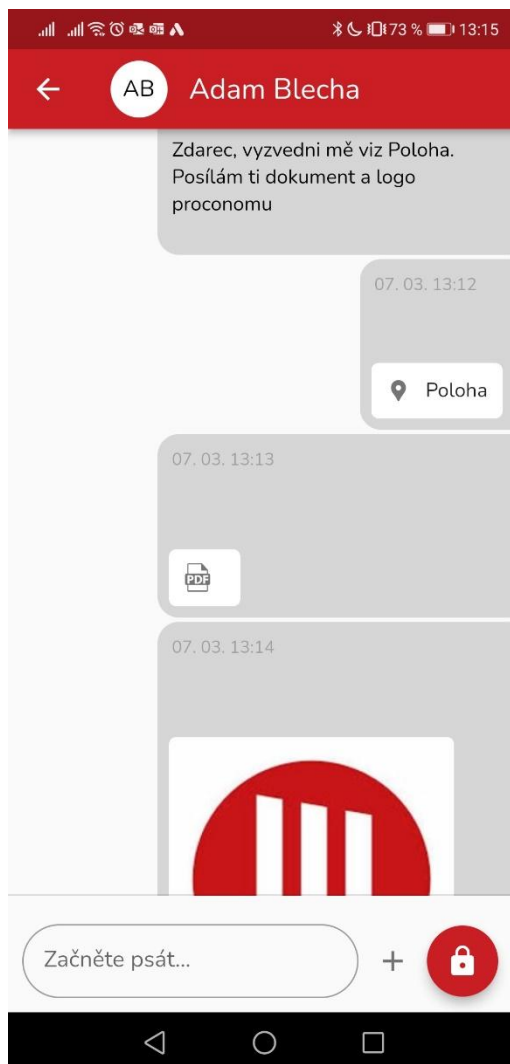 73 % 13:15
AB Adam Blecha
Zdarec, vyzvedni mě viz Poloha.
Posílám ti dokument a logo
proconomu
07. 03. 13:12
Poloha
07. 03. 13:13
PDF
07. 03. 13:14
Začněte psát...